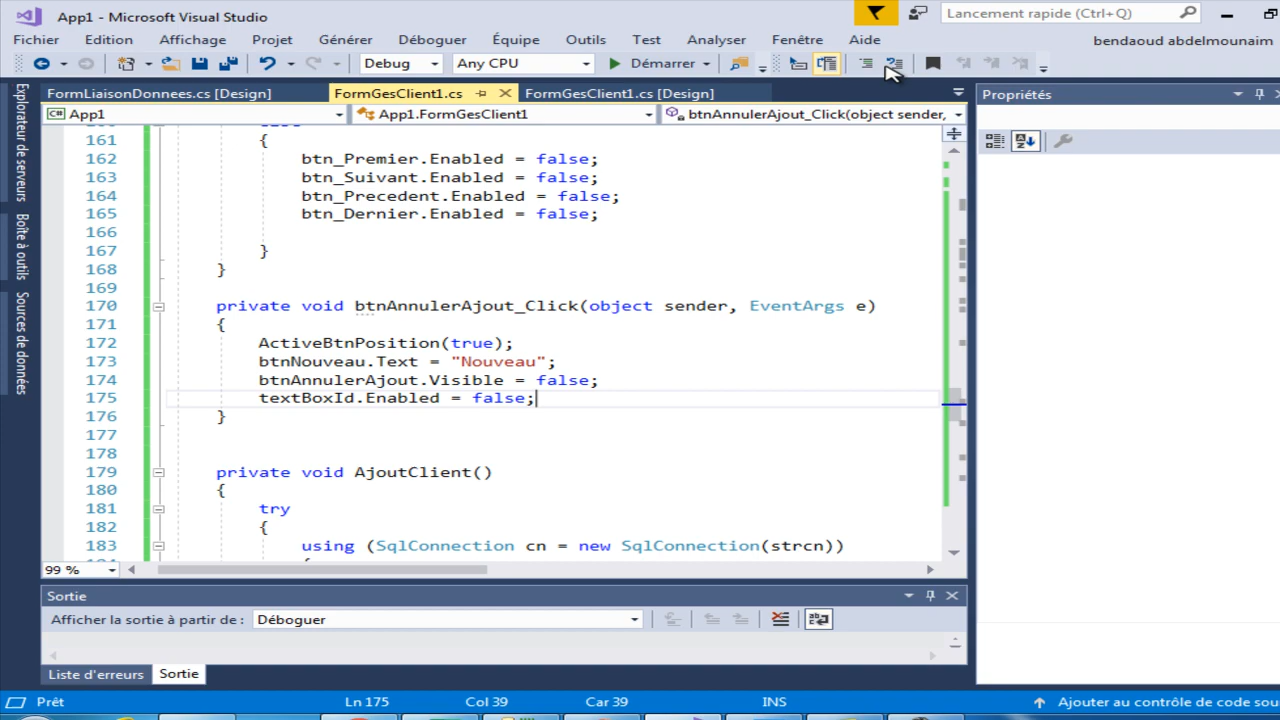 App1 - Microsoft Visual Studio
Lancement rapide (Ctrl+Q)
Fichier Edition Affichage Projet Générer Déboguer Équipe Outils Test Analyser Fenêtre Aide
bendaoud abdelmounaim
Debug Any CPU Démarrer
FormLiaisonDonnees.cs [Design] FormGesClient1.cs FormGesClient1.cs [Design]
Propriétés
App1 App1.FormGesClient1 btnAnnulerAjout_Click(object sender,
Explorateur de serveurs
Boîte à outils
Sources de données
161 {
162 btn_Premier.Enabled = false;
163 btn_Suivant.Enabled = false;
164 btn_Precedent.Enabled = false;
165 btn_Dernier.Enabled = false;
166
167 }
168 }
169
170 private void btnAnnulerAjout_Click(object sender, EventArgs e)
171 {
172 ActiveBtnPosition(true);
173 btnNouveau.Text = "Nouveau";
174 btnAnnulerAjout.Visible = false;
175 textBoxId.Enabled = false;
176 }
177
178
179 private void AjoutClient()
180 {
181 try
182 {
183 using (SqlConnection cn = new SqlConnection(strcn))
99 %
Sortie
Afficher la sortie à partir de : Déboguer
Liste d'erreurs Sortie
Prêt Ln 175 Col 39 Car 39 INS Ajouter au contrôle de code sou